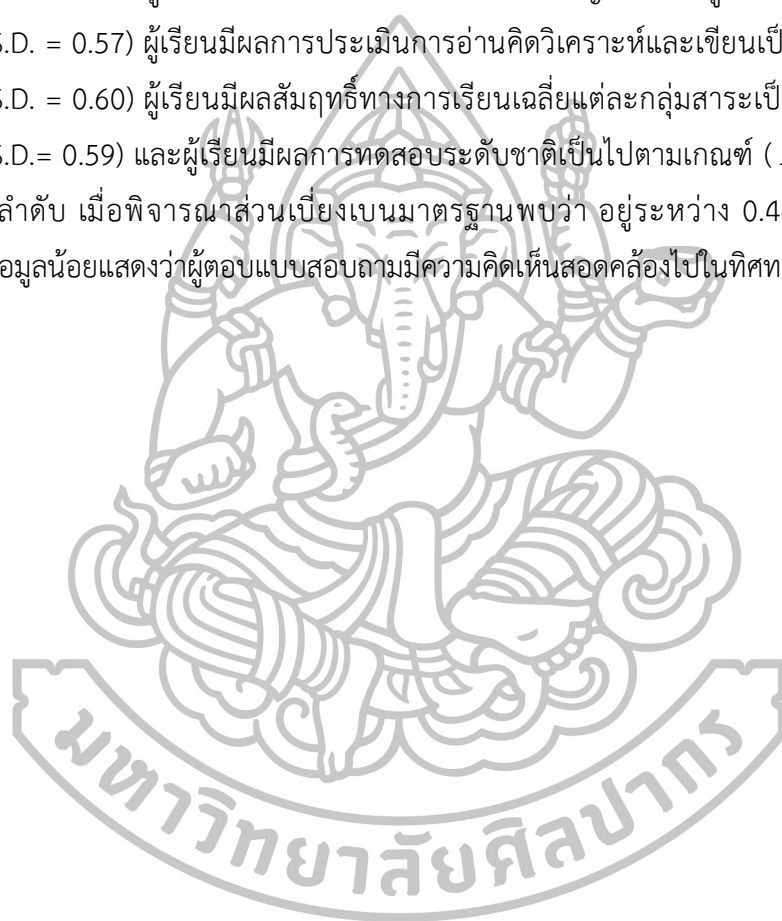 S.D. = 0.57) ผู้เรียนมีผลการประเมินการอ่านคิดวิเคราะห์และเขียนเป็
S.D. = 0.60) ผู้เรียนมีผลสัมฤทธิ์ทางการเรียนเฉลี่ยแต่ละกลุ่มสาระเป็
S.D.= 0.59) และผู้เรียนมีผลการทดสอบระดับชาติเป็นไปตามเกณฑ์ (
ลำดับ เมื่อพิจารณาส่วนเบี่ยงเบนมาตรฐานพบว่า อยู่ระหว่าง 0.4
อมูลน้อยแสดงว่าผู้ตอบแบบสอบถามมีความคิดเห็นสอดคล้องไปในทิศท
มหาวิทยาลัยศิลปากร